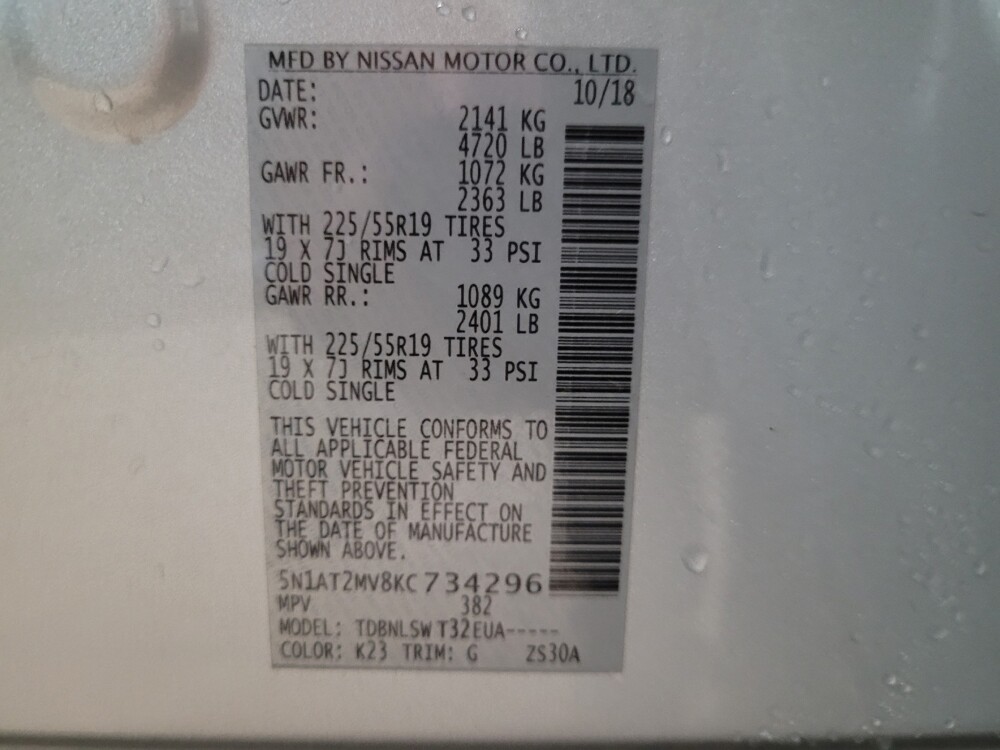 MFD BY NISSAN MOTOR CO., LTD.
DATE: 10/18
GVWR: 2141 KG
4720 LB
GAWR FR.: 1072 KG
2363 LB
WITH 225/55R19 TIRES
19 X 7J RIMS AT 33 PSI
COLD SINGLE
GAWR RR.: 1089 KG
2401 LB
WITH 225/55R19 TIRES
19 X 7J RIMS AT 33 PSI
COLD SINGLE
THIS VEHICLE CONFORMS TO
ALL APPLICABLE FEDERAL
MOTOR VEHICLE SAFETY AND
THEFT PREVENTION
STANDARDS IN EFFECT ON
THE DATE OF MANUFACTURE
SHOWN ABOVE.
5N1AT2MV8KC734296
MPV 382
MODEL: TDBNLSW T32EUA-----
COLOR: K23 TRIM: G ZS30A